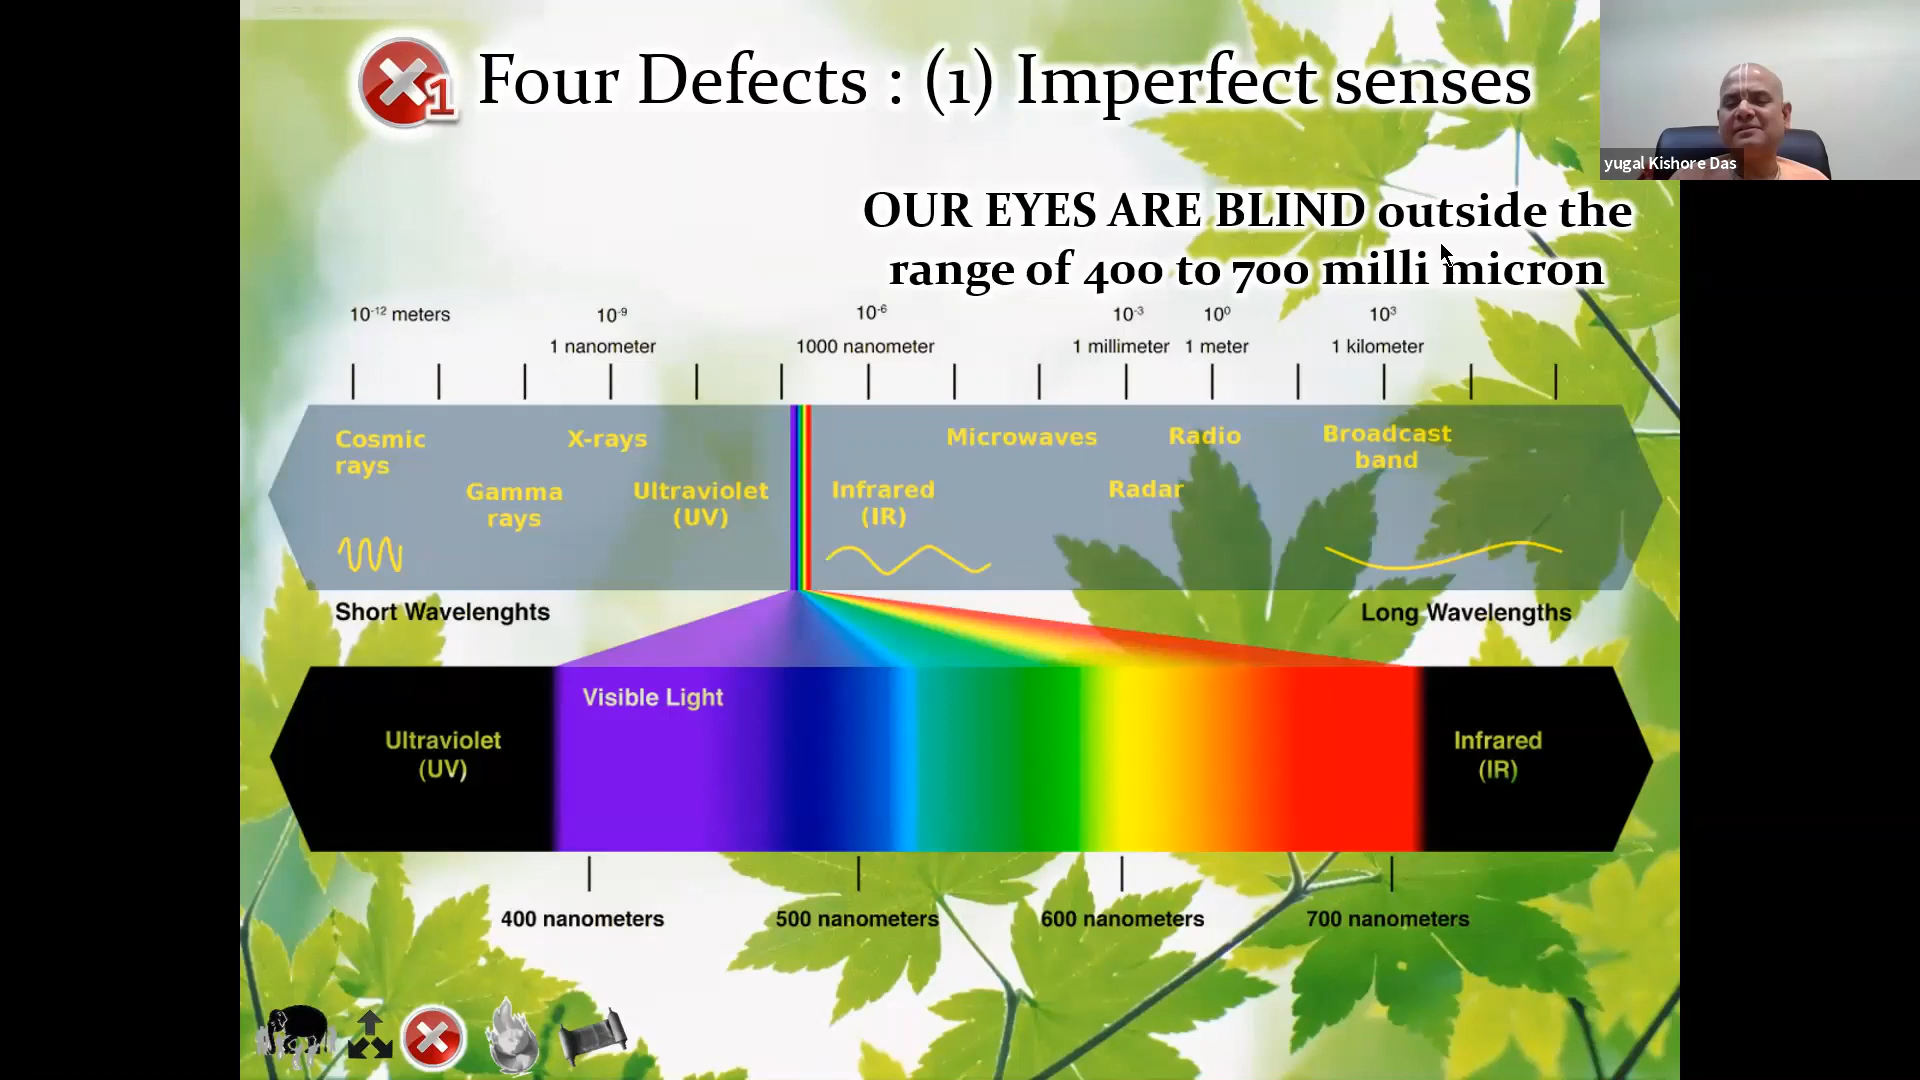 1 Four Defects : (1) Imperfect senses
yugal Kishore Das
OUR EYES ARE BLIND outside the
range of 400 to 700 milli micron
10-12 meters 10-9 10-6 10-3 100 103
1 nanometer 1000 nanometer 1 millimeter 1 meter 1 kilometer
Cosmic
rays
X-rays
Gamma
rays
Ultraviolet
(UV)
Infrared
(IR)
Microwaves
Radio
Radar
Broadcast
band
Short Wavelenghts Long Wavelengths
Visible Light
Ultraviolet
(UV)
Infrared
(IR)
400 nanometers 500 nanometers 600 nanometers 700 nanometers